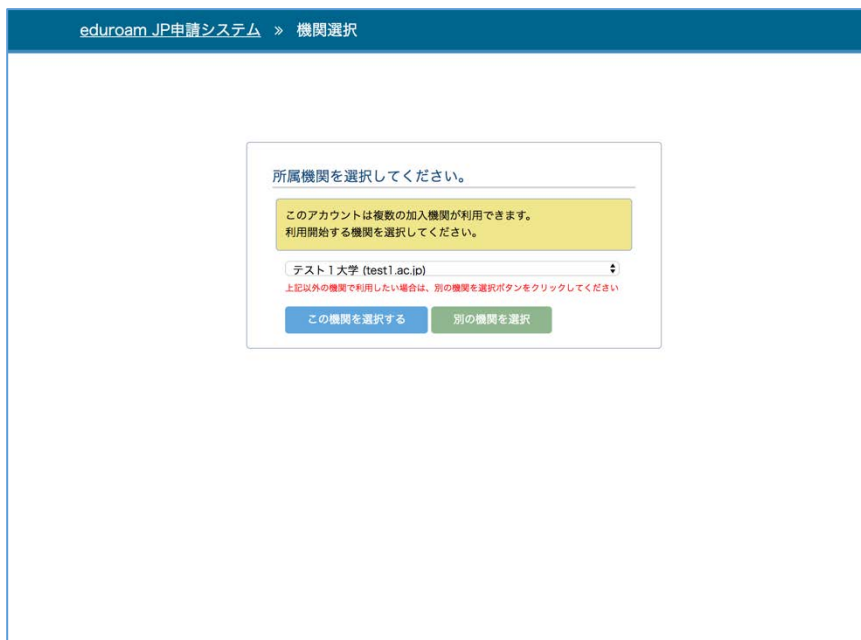 eduroam JP申請システム » 機関選択
所属機関を選択してください。
このアカウントは複数の加入機関が利用できます。
利用開始する機関を選択してください。
テスト1大学 (test1.ac.jp)
上記以外の機関で利用したい場合は、別の機関を選択ボタンをクリックしてください
この機関を選択する 別の機関を選択